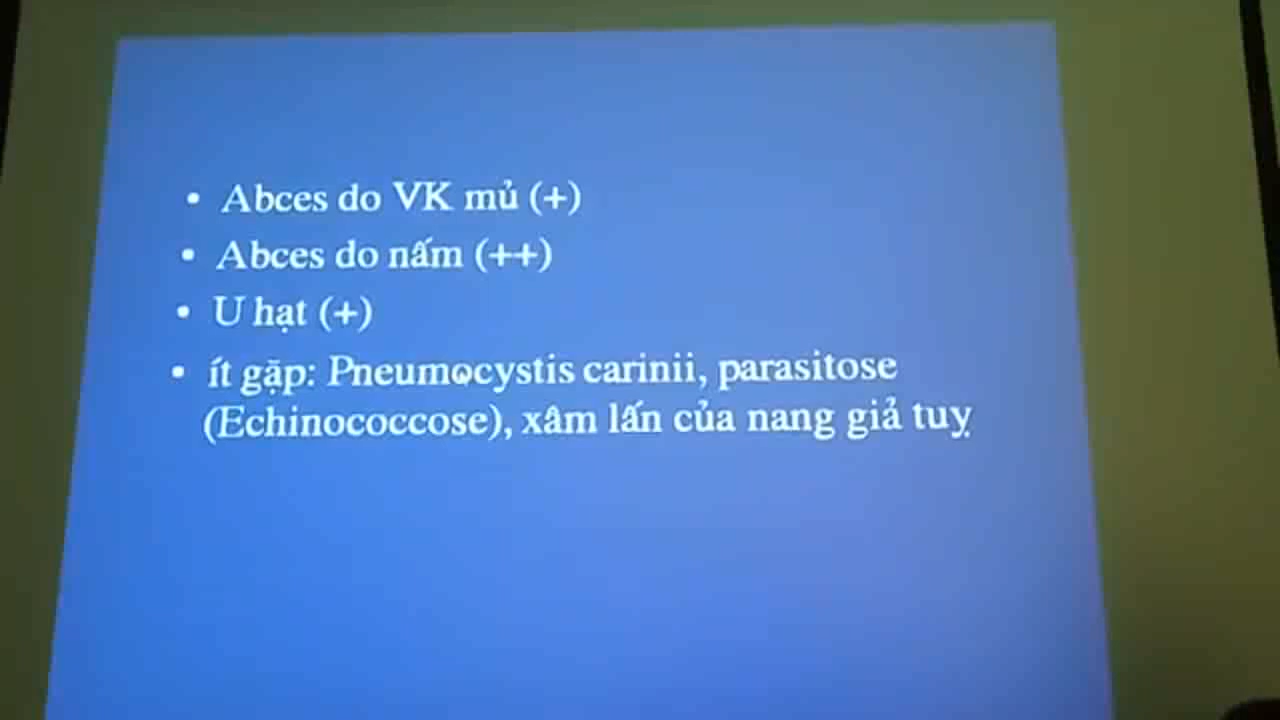 • Abces do VK mủ (+)
• Abces do nấm (++)
• U hạt (+)
• ít gặp: Pneumocystis carinii, parasitose
(Echinococcose), xâm lấn của nang giả tuỵ